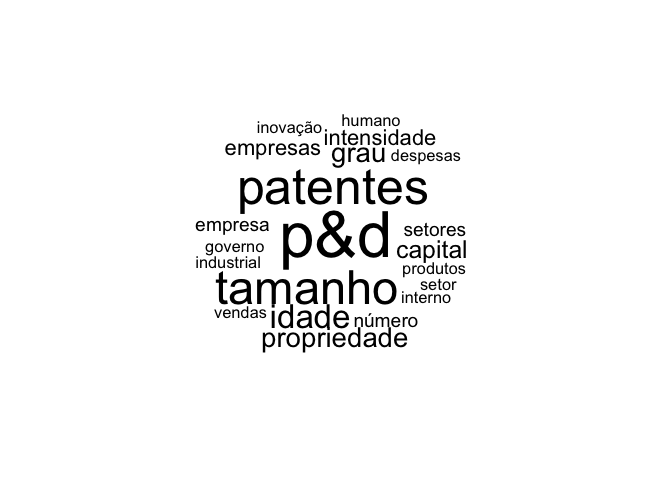 humano
inovação
intensidade
empresas
grau
despesas
patentes
empresa
p&d
setores
governo
capital
industrial
produtos
tamanho
setor
interno
vendas
idade
número
propriedade